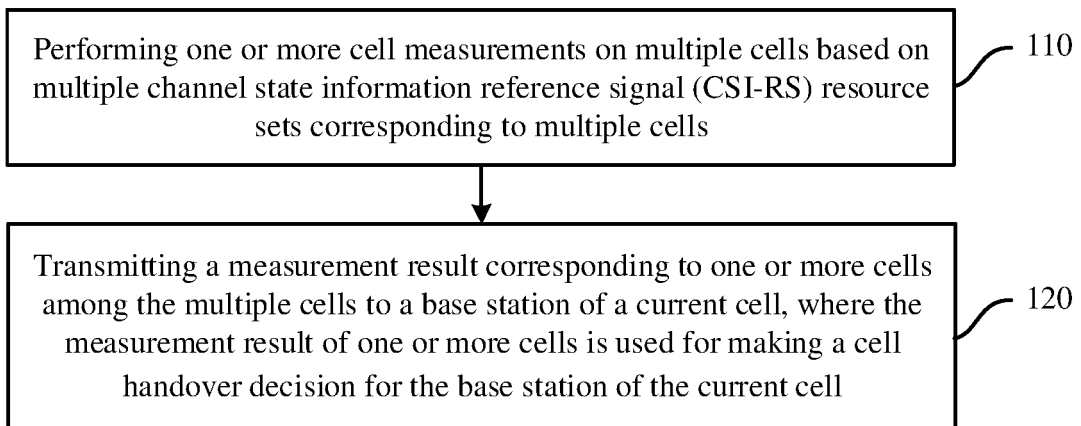 Performing one or more cell measurements on multiple cells based on
multiple channel state information reference signal (CSI-RS) resource
sets corresponding to multiple cells
110
Transmitting a measurement result corresponding to one or more cells
among the multiple cells to a base station of a current cell, where the
measurement result of one or more cells is used for making a cell
handover decision for the base station of the current cell
120